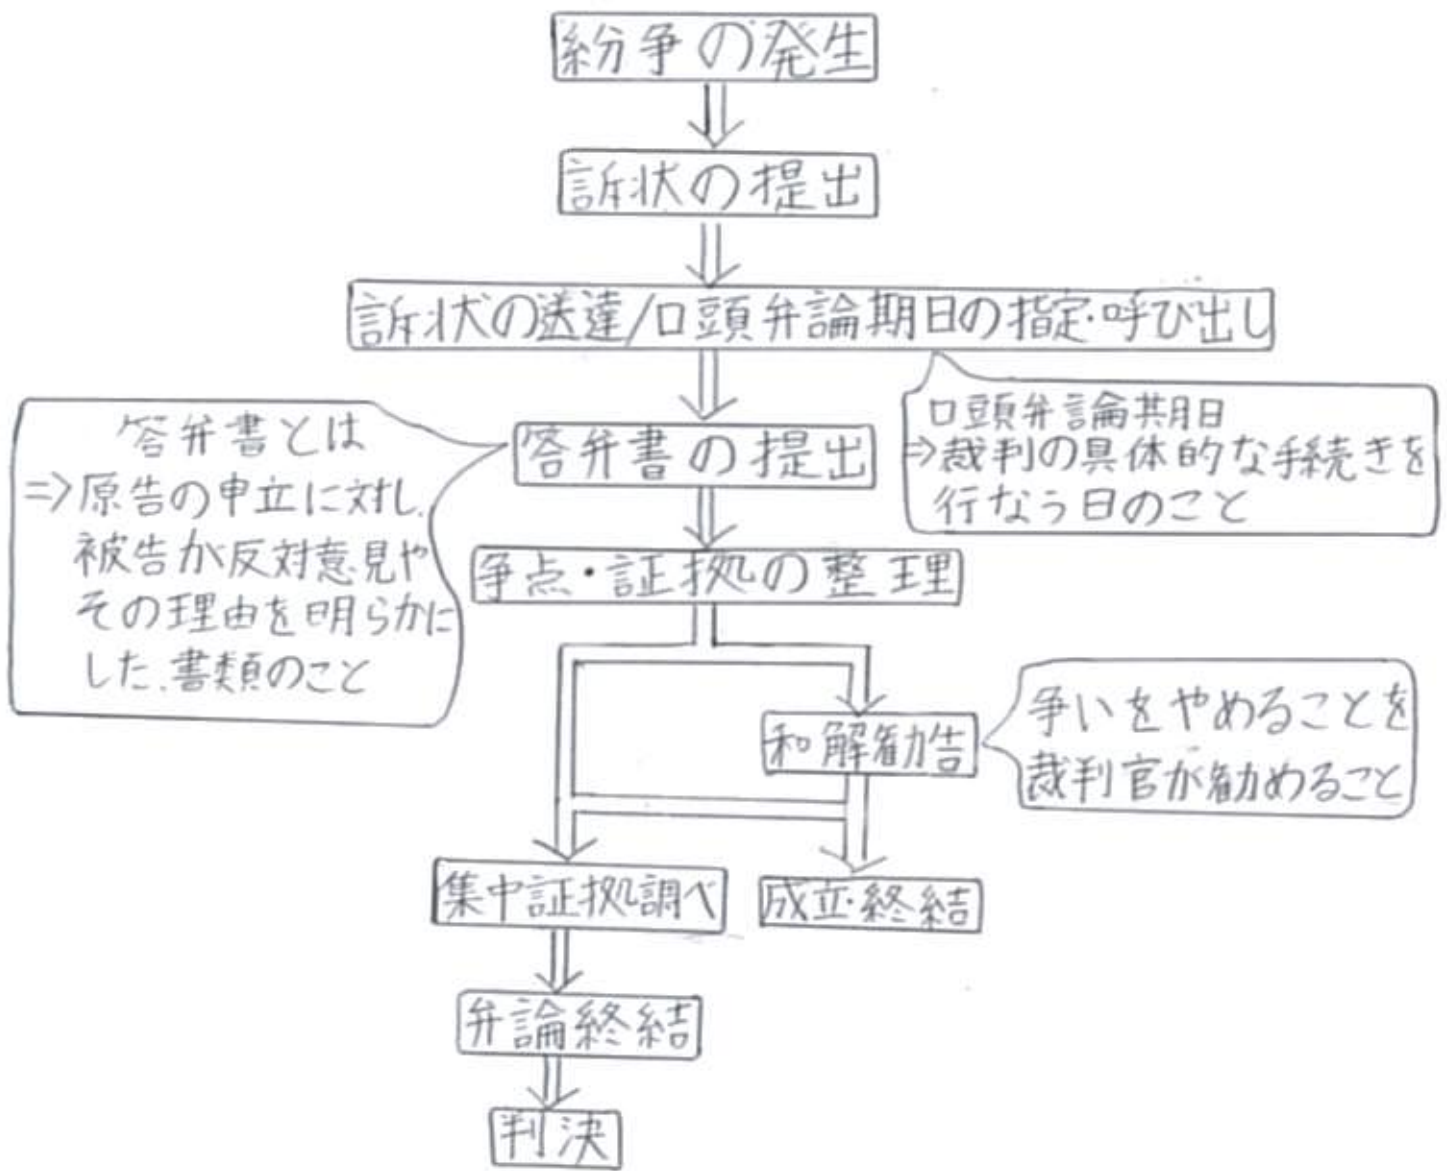 紛争の発生
訴状の提出
訴状の送達/口頭弁論期日の指定・呼び出し
口頭弁論期日
⇒裁判の具体的な手続きを
行なう日のこと
答弁書とは
⇒原告の申立に対し、
被告が反対意見や
その理由を明らかに
した、書類のこと
答弁書の提出
争点・証拠の整理
和解勧告
争いをやめることを
裁判官が勧めること
集中証拠調べ
成立・終結
弁論終結
判決